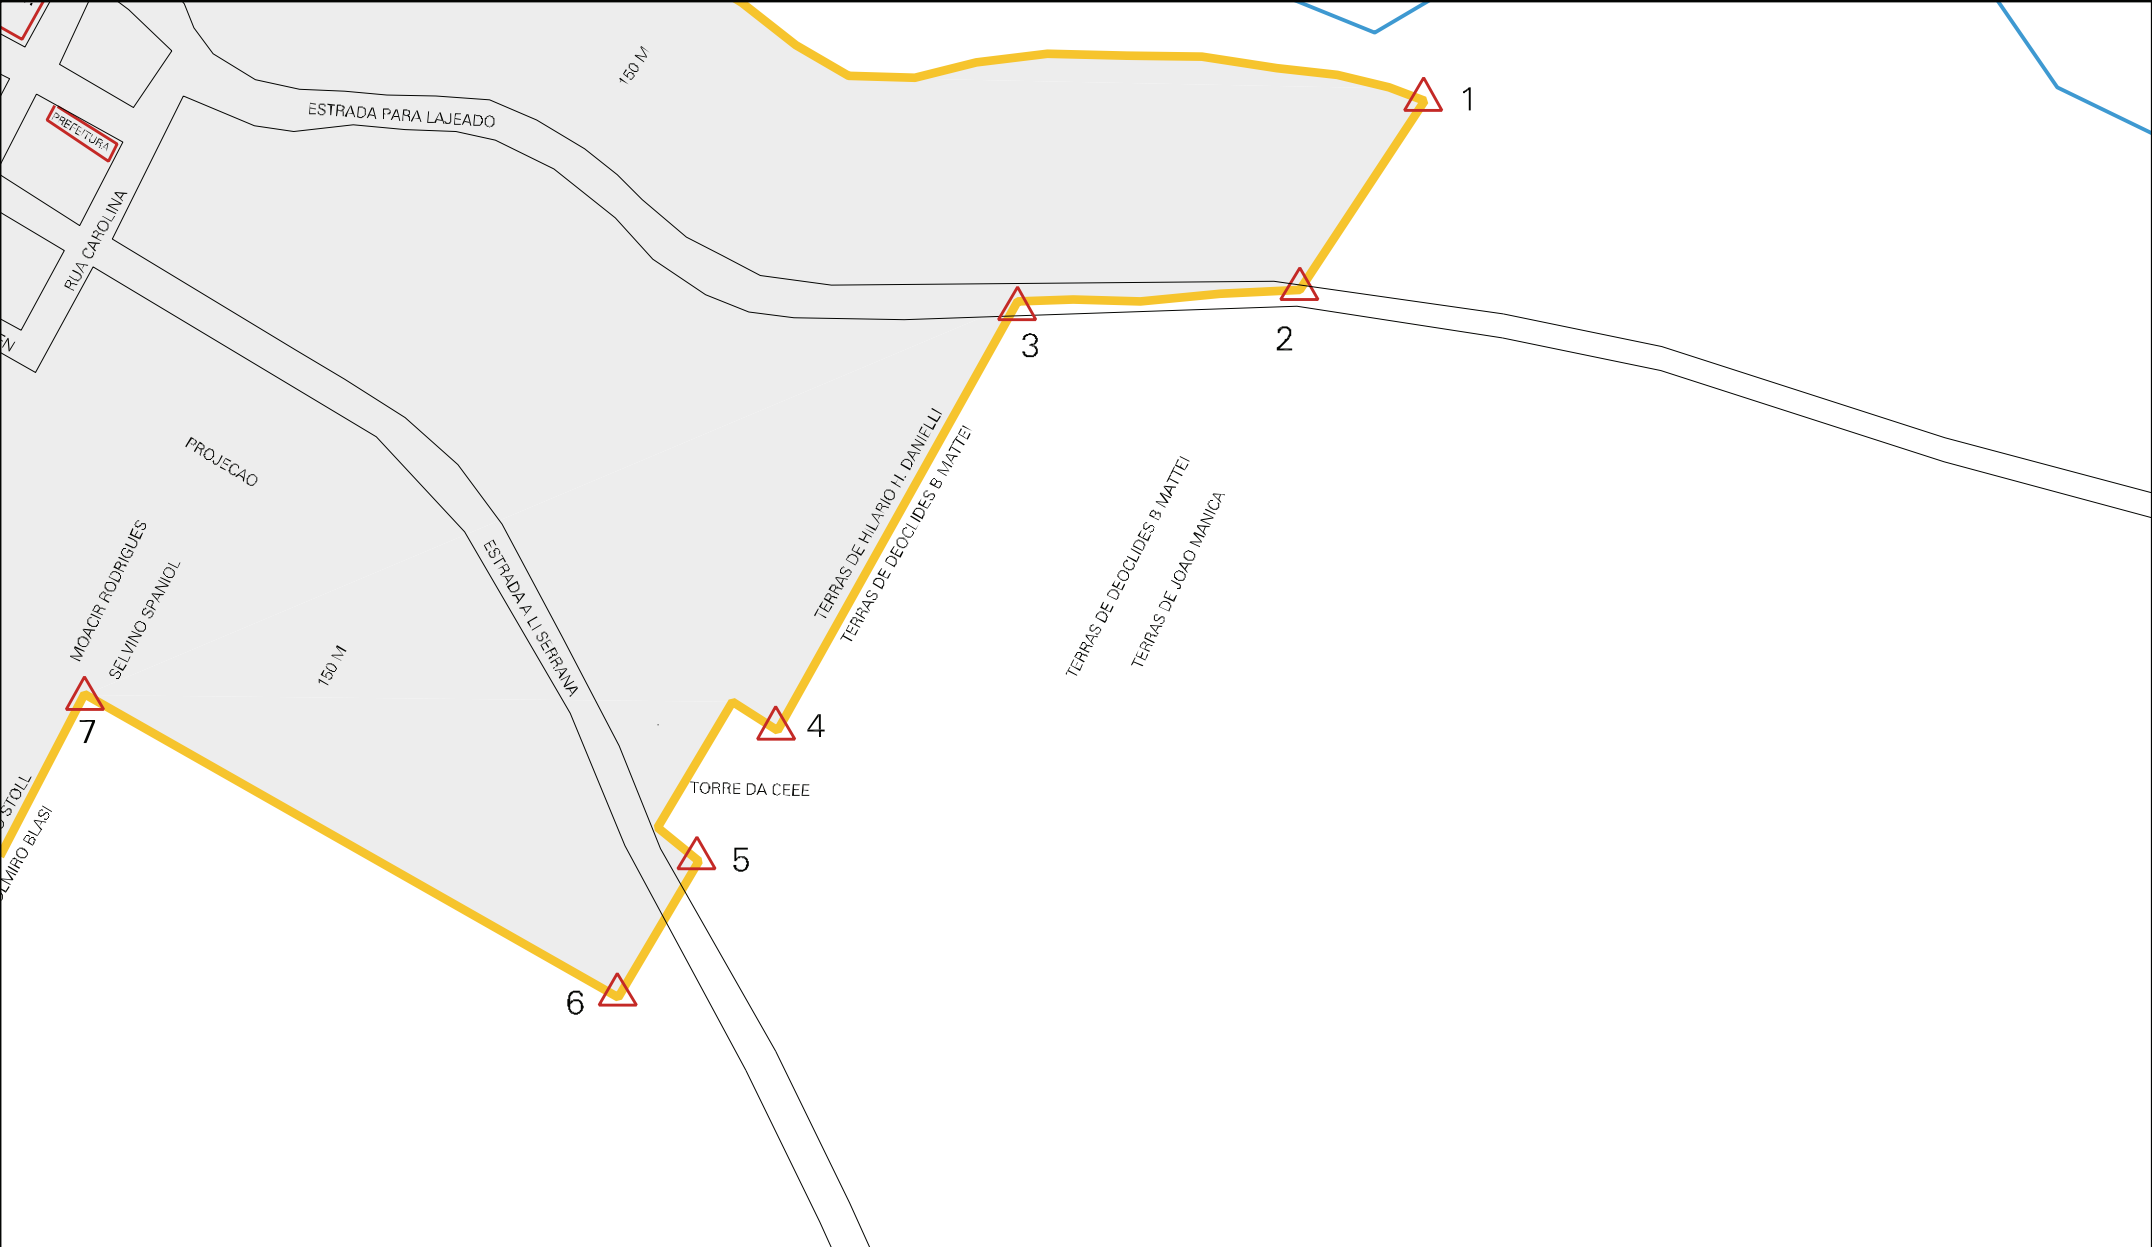 150 M
ESTRADA PARA LAJEADO
1
PREFEITURA
RUA CAROLINA
2
3
PROJECAO
TERRAS DE HILARIO H. DANIELLI
TERRAS DE DEOCLIDES B MATTEI
TERRAS DE DEOCLIDES B MATTEI
TERRAS DE JOAO MANICA
MOACIR RODRIGUES
SELVINO SPANIOL
150 M
ESTRADA A LI SERRANA
7
4
TORRE DA CEEE
STOLL
BLASI
5
6